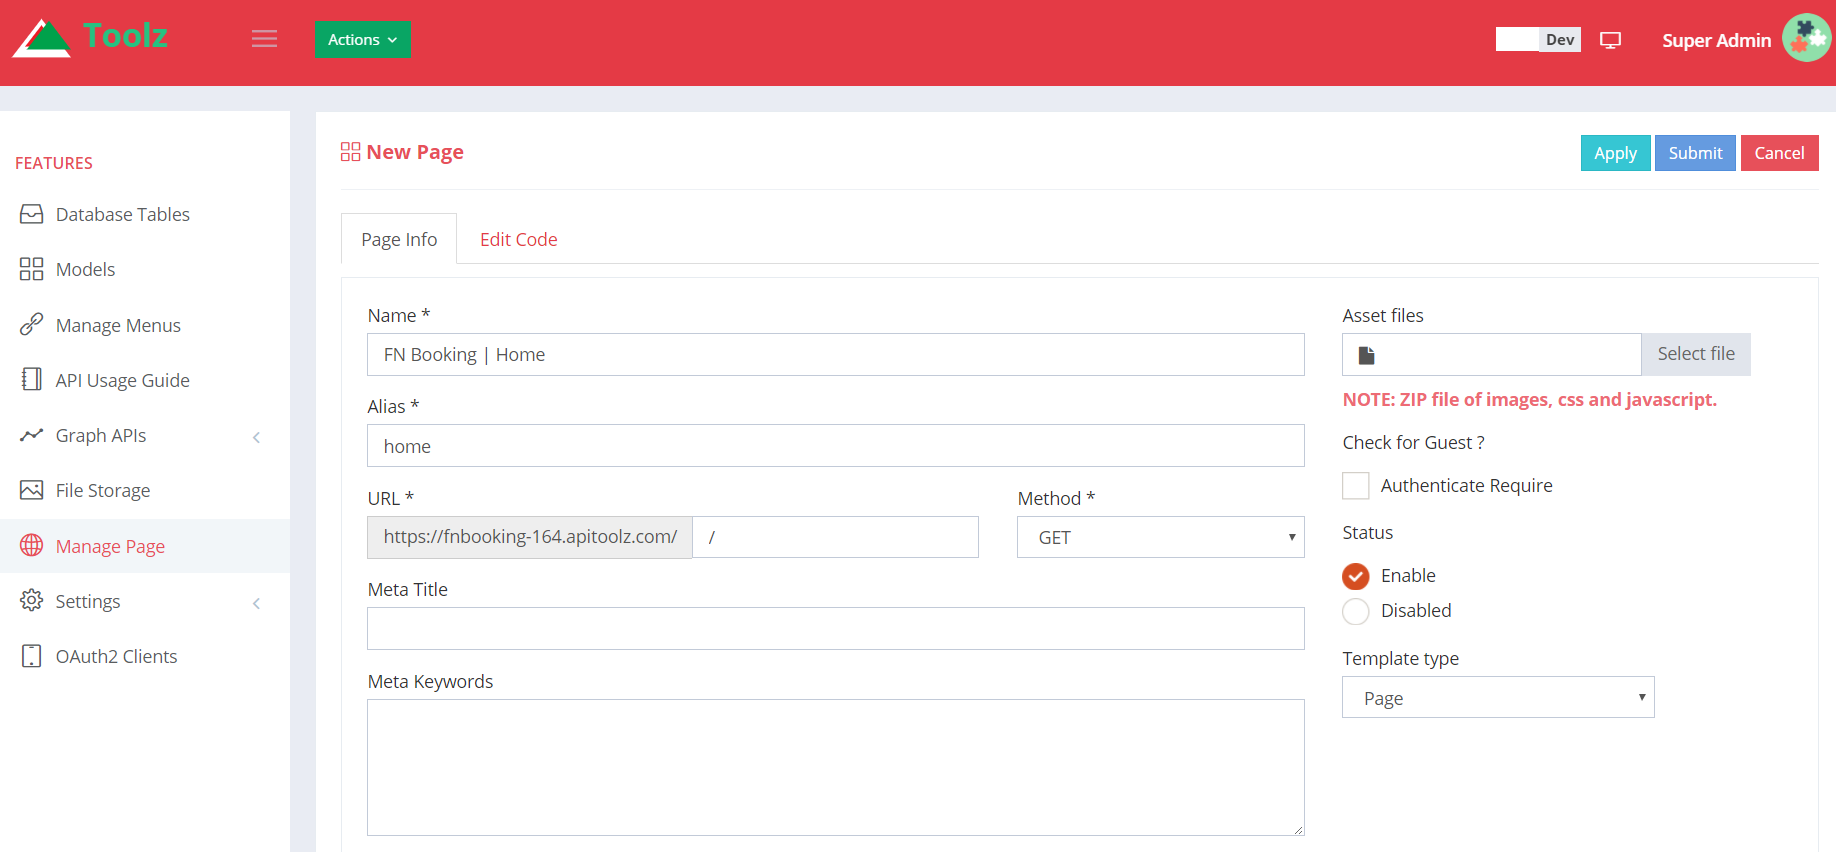 Toolz
Actions
Dev
Super Admin
FEATURES
Database Tables
Models
Manage Menus
API Usage Guide
Graph APIs
File Storage
Manage Page
Settings
OAuth2 Clients
New Page
Apply
Submit
Cancel
Page Info
Edit Code
Name *
FN Booking | Home
Alias *
home
URL *
https://fnbooking-164.apitoolz.com/
/
Method *
GET
Meta Title
Meta Keywords
Asset files
Select file
NOTE: ZIP file of images, css and javascript.
Check for Guest ?
Authenticate Require
Status
Enable
Disabled
Template type
Page